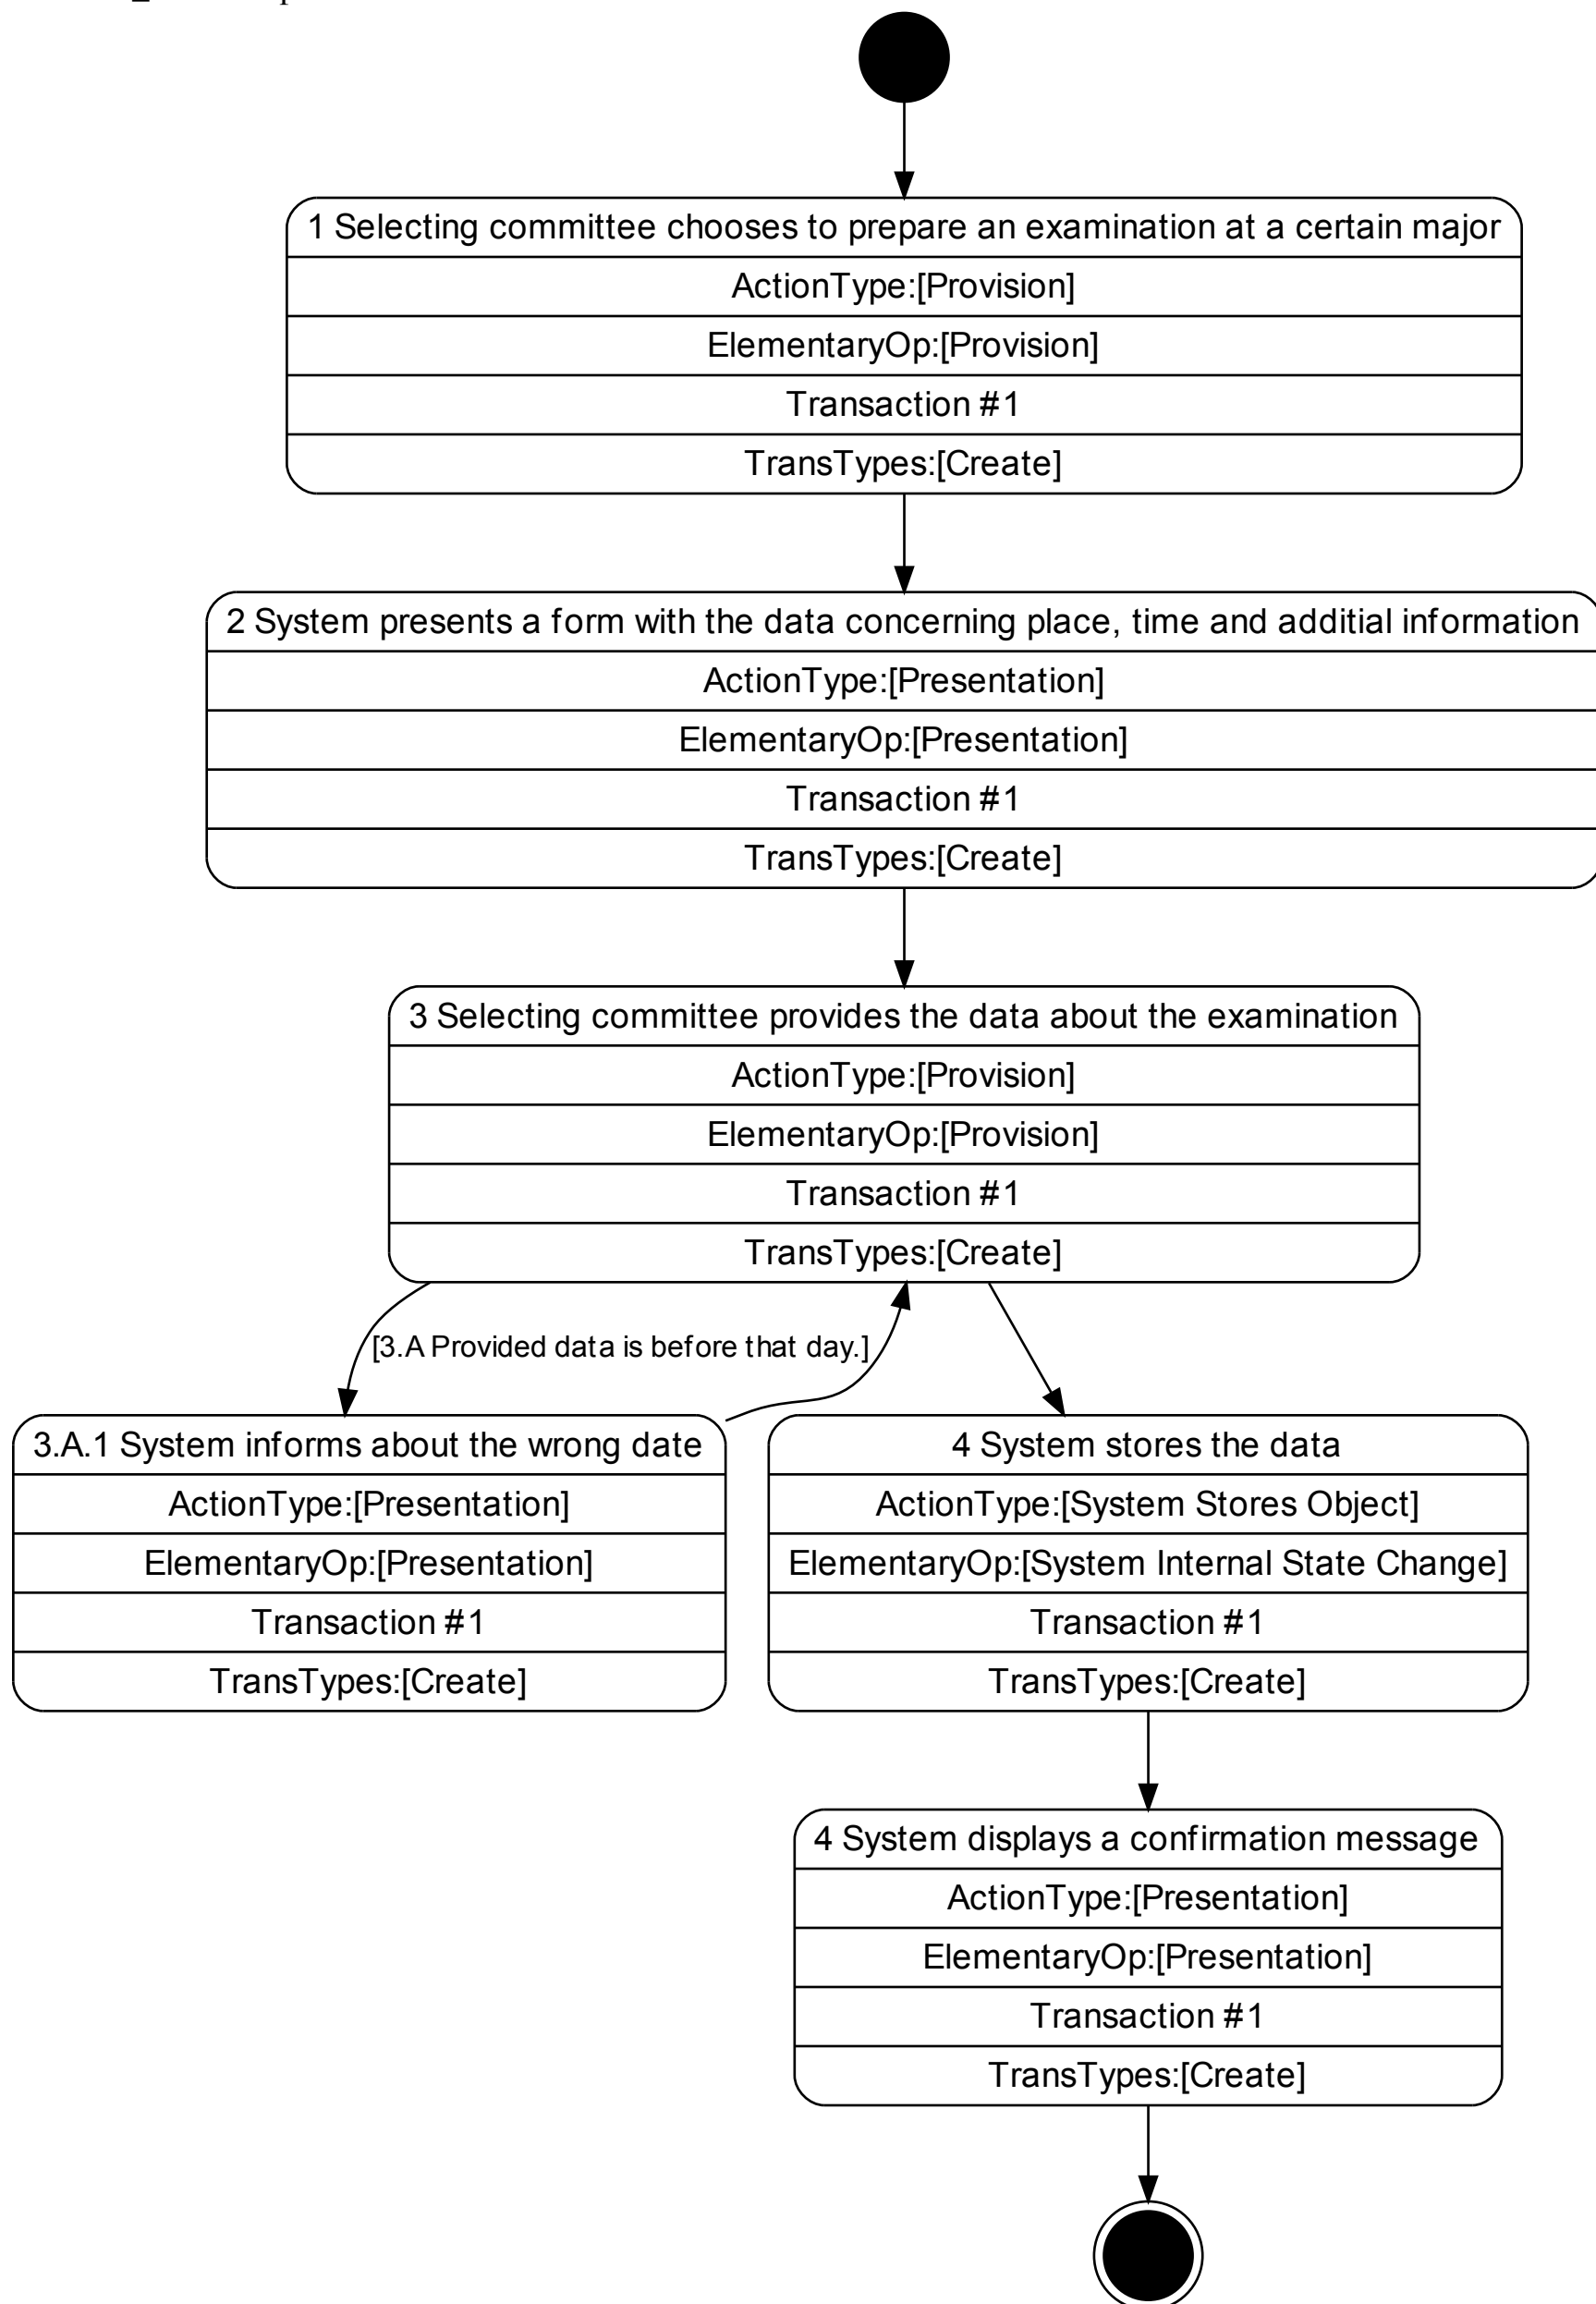 1 Selecting committee chooses to prepare an examination at a certain major
ActionType:[Provision]
ElementaryOp:[Provision]
Transaction #1
TransTypes:[Create]
2 System presents a form with the data concerning place, time and additial information
ActionType:[Presentation]
ElementaryOp:[Presentation]
Transaction #1
TransTypes:[Create]
3 Selecting committee provides the data about the examination
ActionType:[Provision]
ElementaryOp:[Provision]
Transaction #1
TransTypes:[Create]
[3.A Provided data is before that day.]
3.A.1 System informs about the wrong date
ActionType:[Presentation]
ElementaryOp:[Presentation]
Transaction #1
TransTypes:[Create]
4 System stores the data
ActionType:[System Stores Object]
ElementaryOp:[System Internal State Change]
Transaction #1
TransTypes:[Create]
4 System displays a confirmation message
ActionType:[Presentation]
ElementaryOp:[Presentation]
Transaction #1
TransTypes:[Create]